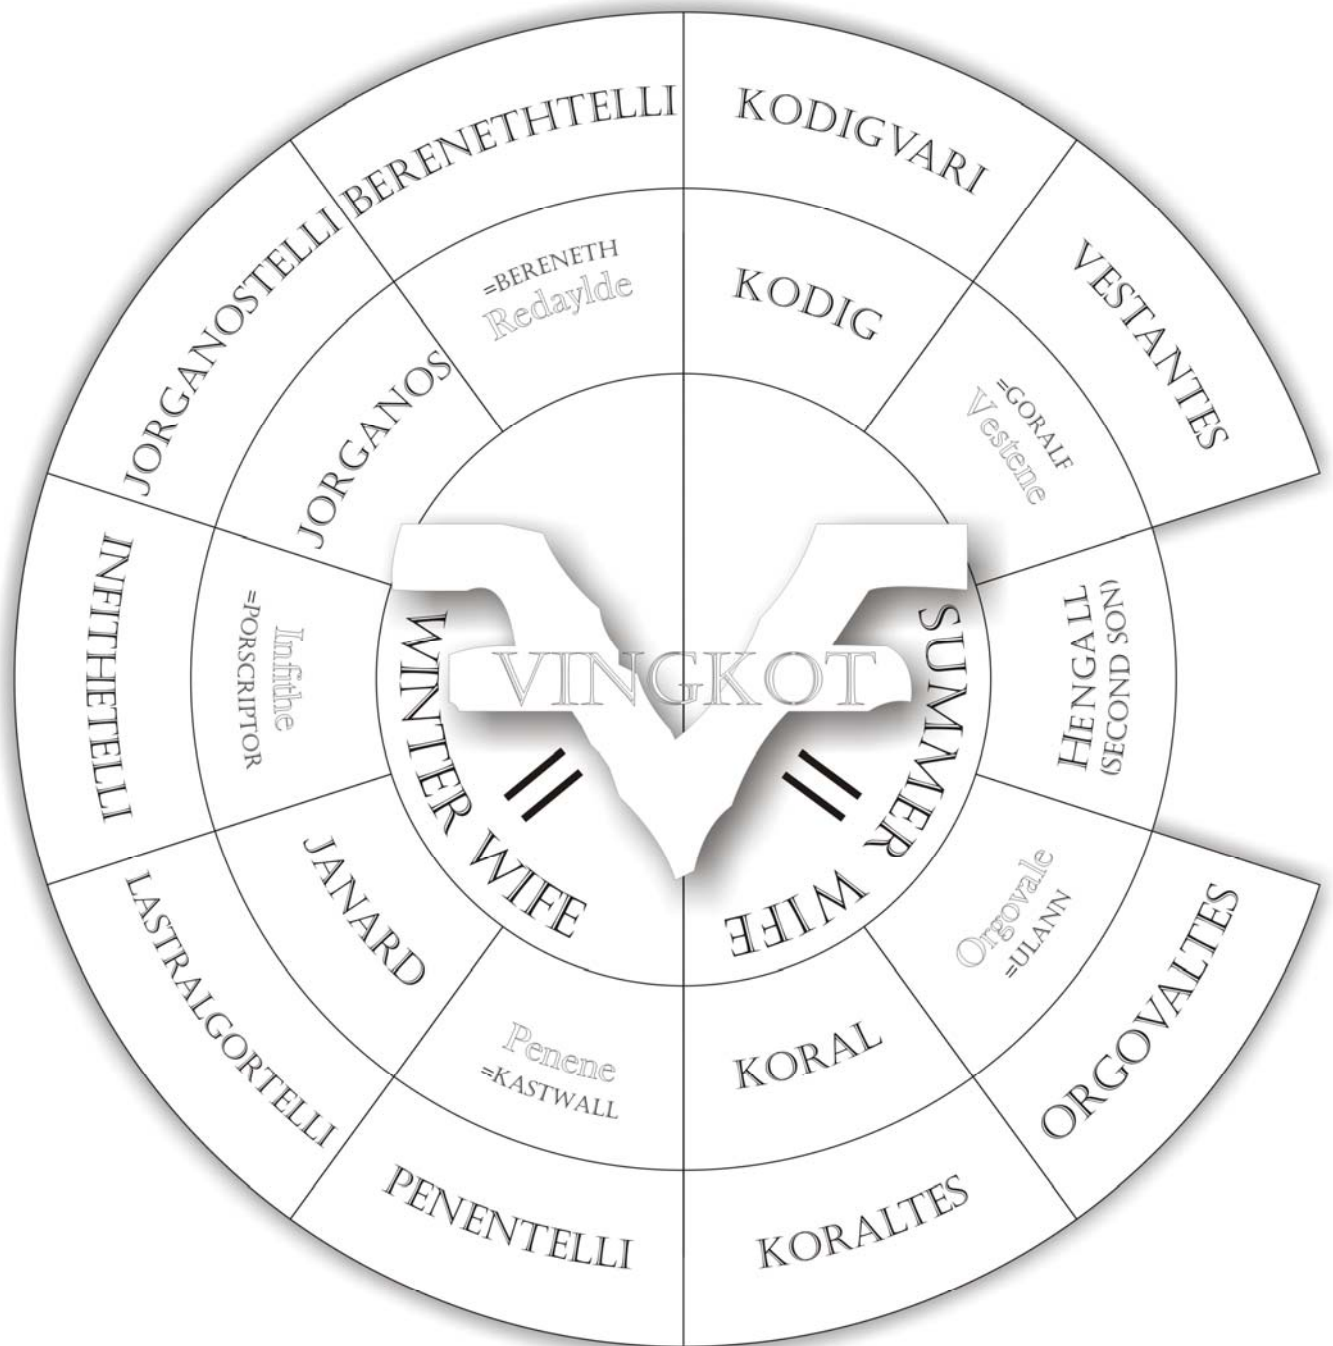 BERENETHTELLI
KODIGVARI
VESTANTES
ORGOVALTES
KORALTES
PENENTELLI
LASTRALGORTELLI
INFITHETELLI
JORGANOSTELLI
=BERENETH
Redaylde
KODIG
=GORALF
Vestene
HENGALL
(SECOND SON)
Orgovale
=ULANN
KORAL
Penene
=KASTWALL
JANARD
Infithe
=PORSCRIPTOR
JORGANOS
VINGKOT
WINTER WIFE
=
SUMMER WIFE
=